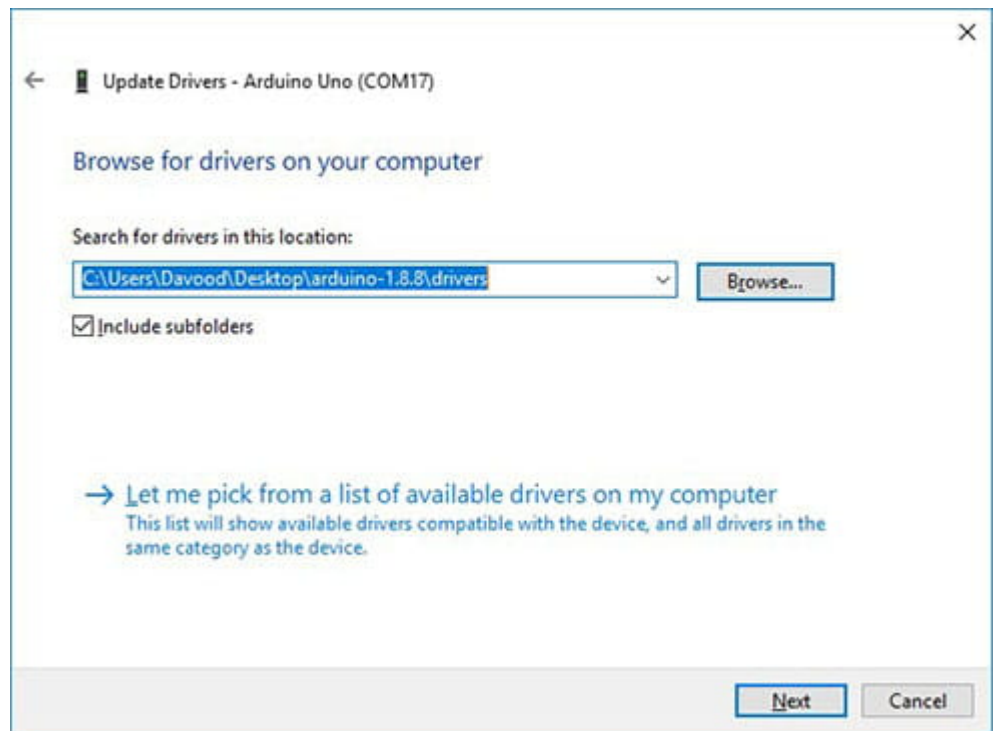 Update Drivers - Arduino Uno (COM17)
Browse for drivers on your computer
Search for drivers in this location:
C:\Users\Davood\Desktop\arduino-1.8.8\drivers
Browse...
Include subfolders
Let me pick from a list of available drivers on my computer
This list will show available drivers compatible with the device, and all drivers in the
same category as the device.
Next
Cancel